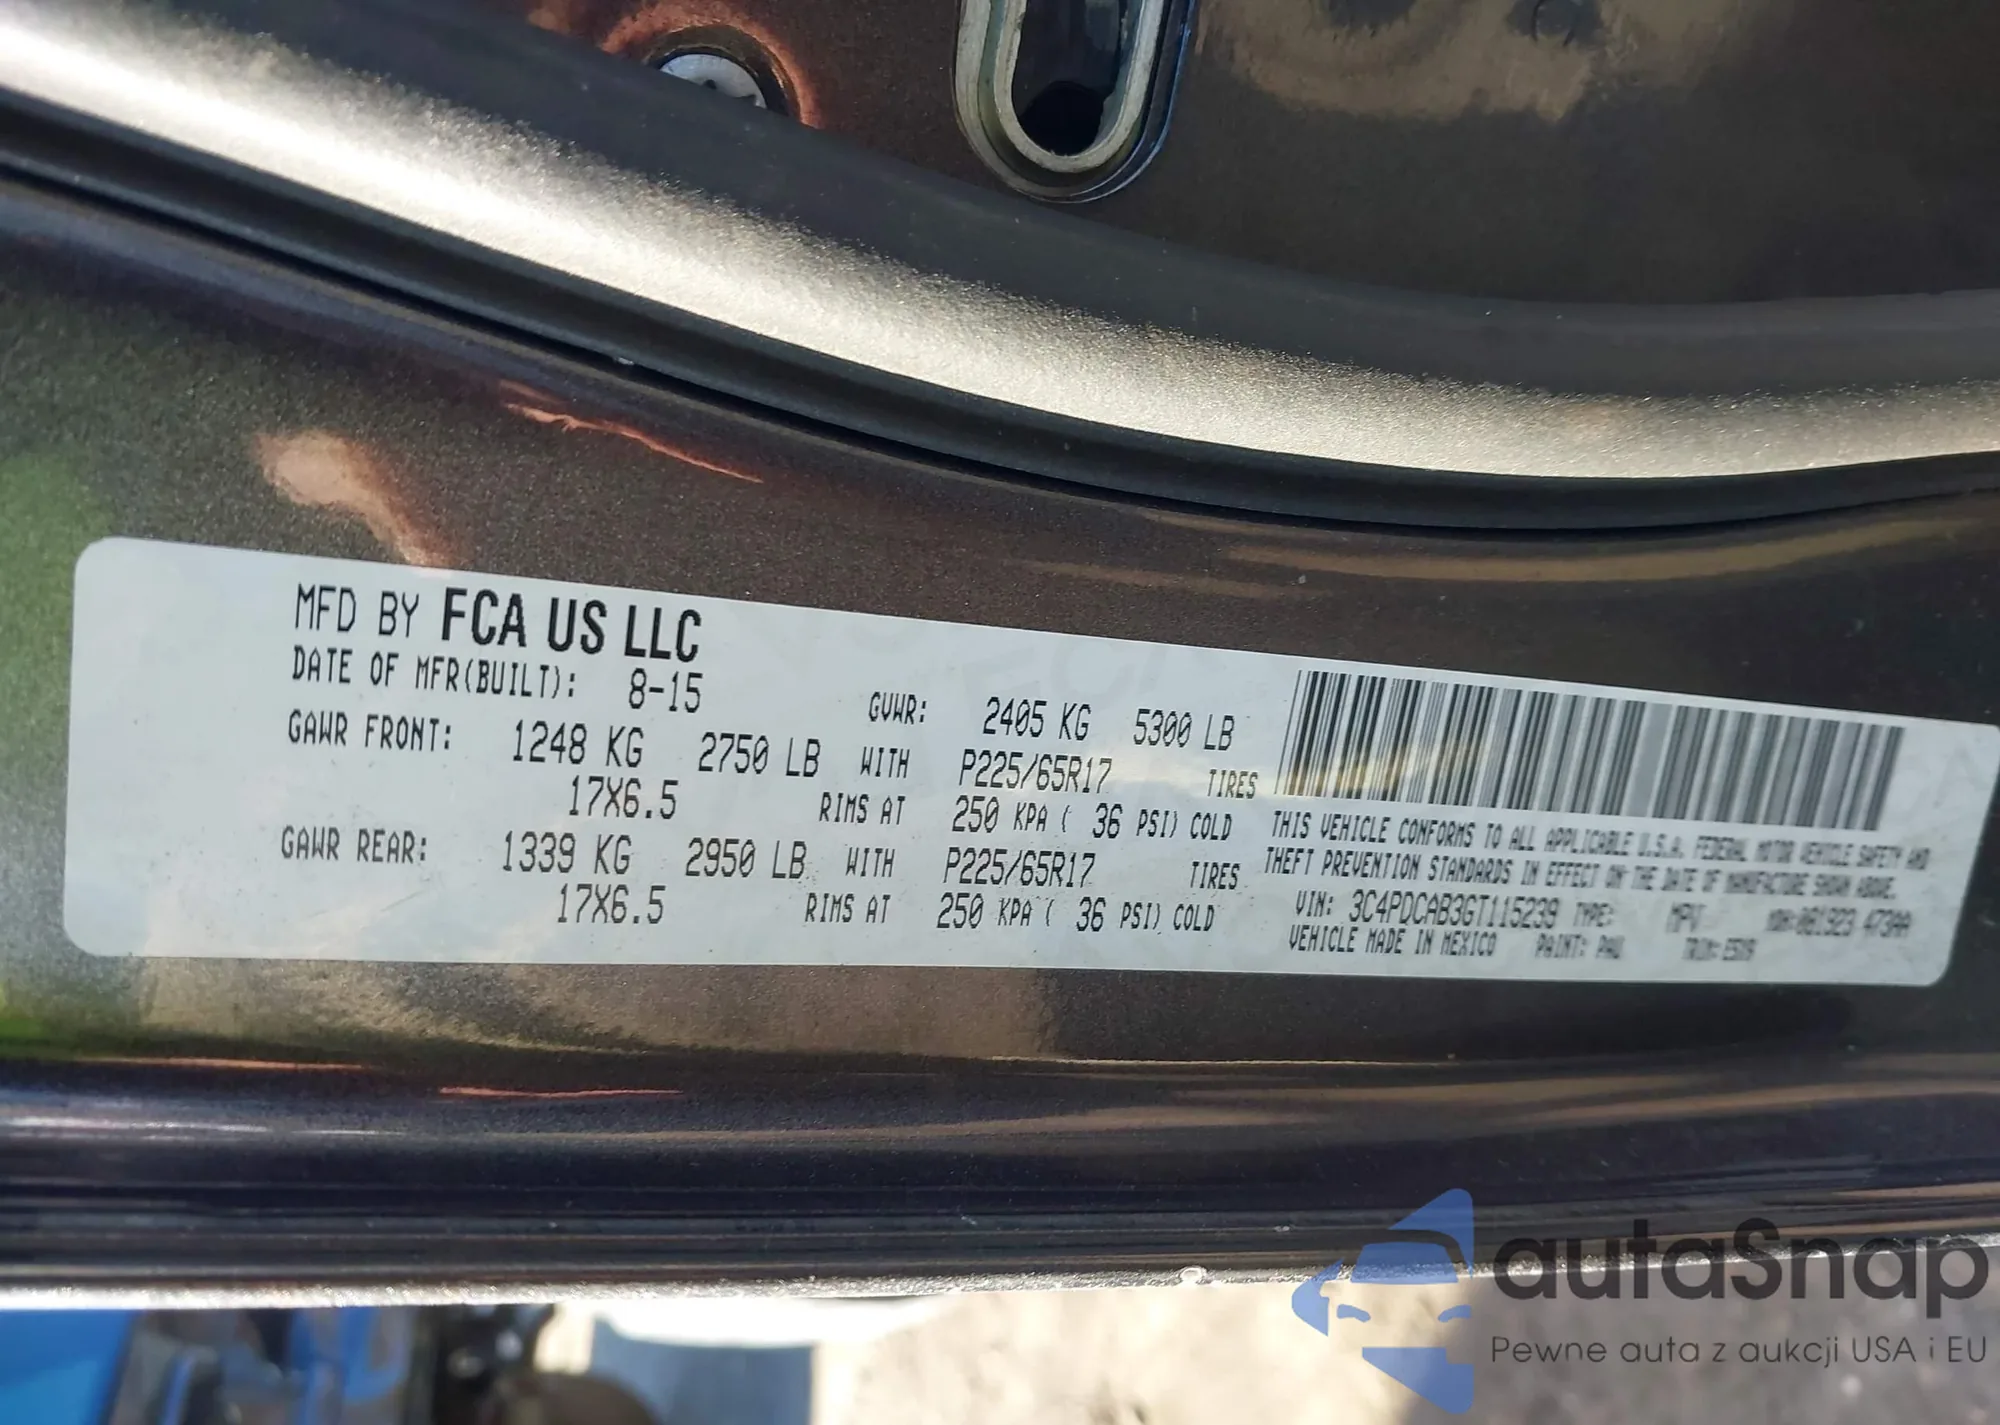 MFD BY FCA US LLC
DATE OF MFR(BUILT): 8-15 GVWR: 2405 KG 5300 LB
GAWR FRONT: 1248 KG 2750 LB WITH P225/65R17 TIRES
17X6.5 RIMS AT 250 KPA ( 36 PSI) COLD
GAWR REAR: 1339 KG 2950 LB WITH P225/65R17 TIRES
17X6.5 RIMS AT 250 KPA ( 36 PSI) COLD
THIS VEHICLE CONFORMS TO ALL APPLICABLE U.S.A. FEDERAL MOTOR VEHICLE SAFETY AND
THEFT PREVENTION STANDARDS IN EFFECT ON THE DATE OF MANUFACTURE SHOWN ABOVE.
VIN: 3C4PDCAB3GT115239 TYPE: MPV
VEHICLE MADE IN MEXICO PAINT: PAU
autaSnap
Pewne auta z aukcji USA i EU